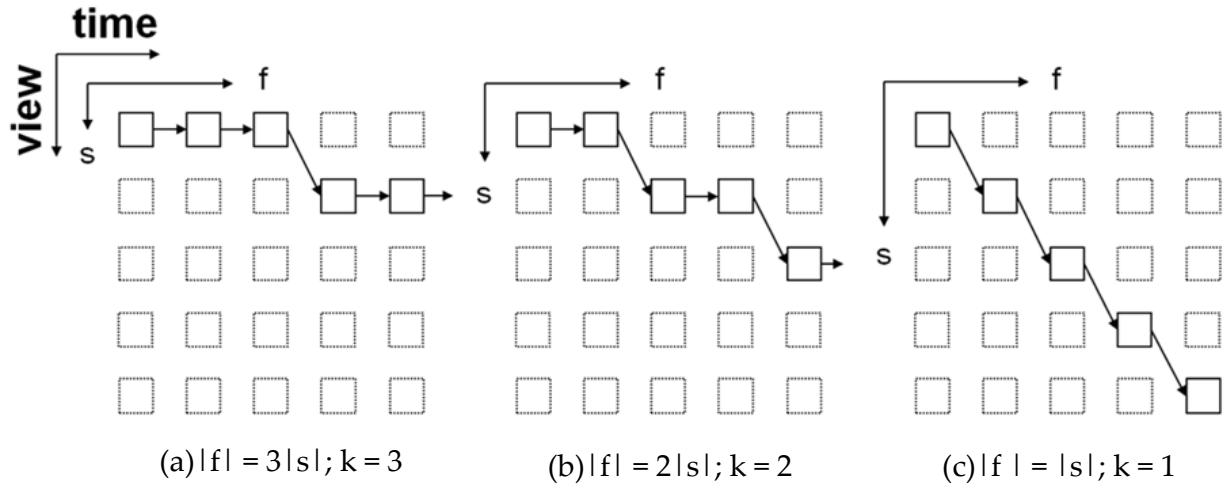 time
view
f
s
f
s
f
s
(a) |f| = 3|s|; k = 3
(b) |f| = 2|s|; k = 2
(c) |f | = |s|; k = 1